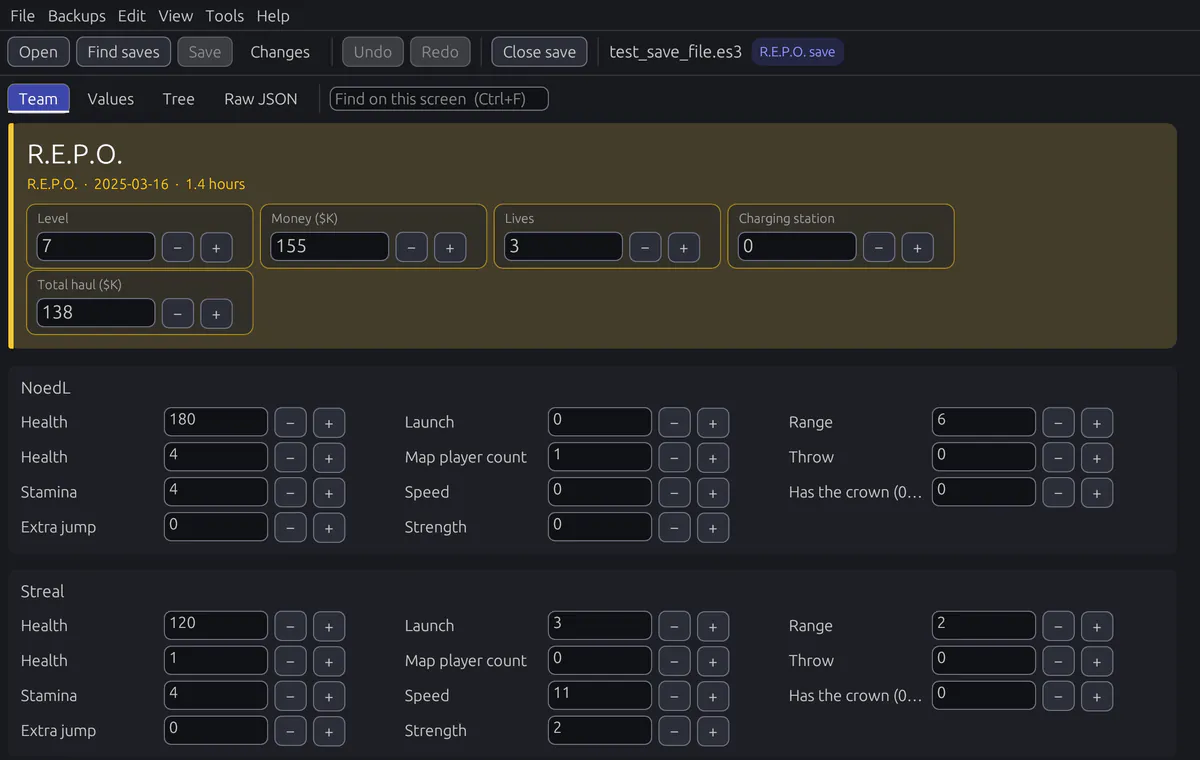 File Backups Edit View Tools Help
Open Find saves Save Changes Undo Redo Close save test_save_file.es3 R.E.P.O. save
Team Values Tree Raw JSON Find on this screen (Ctrl+F)
R.E.P.O.
R.E.P.O. · 2025-03-16 · 1.4 hours
Level Money ($K) Lives Charging station
7 − + 155 − + 3 − + 0 − +
Total haul ($K)
138 − +
NoedL
Health 180 − + Launch 0 − + Range 6 − +
Health 4 − + Map player count 1 − + Throw 0 − +
Stamina 4 − + Speed 0 − + Has the crown (0... 0 − +
Extra jump 0 − + Strength 0 − +
Streal
Health 120 − + Launch 3 − + Range 2 − +
Health 1 − + Map player count 0 − + Throw 0 − +
Stamina 4 − + Speed 11 − + Has the crown (0... 0 − +
Extra jump 0 − + Strength 2 − +